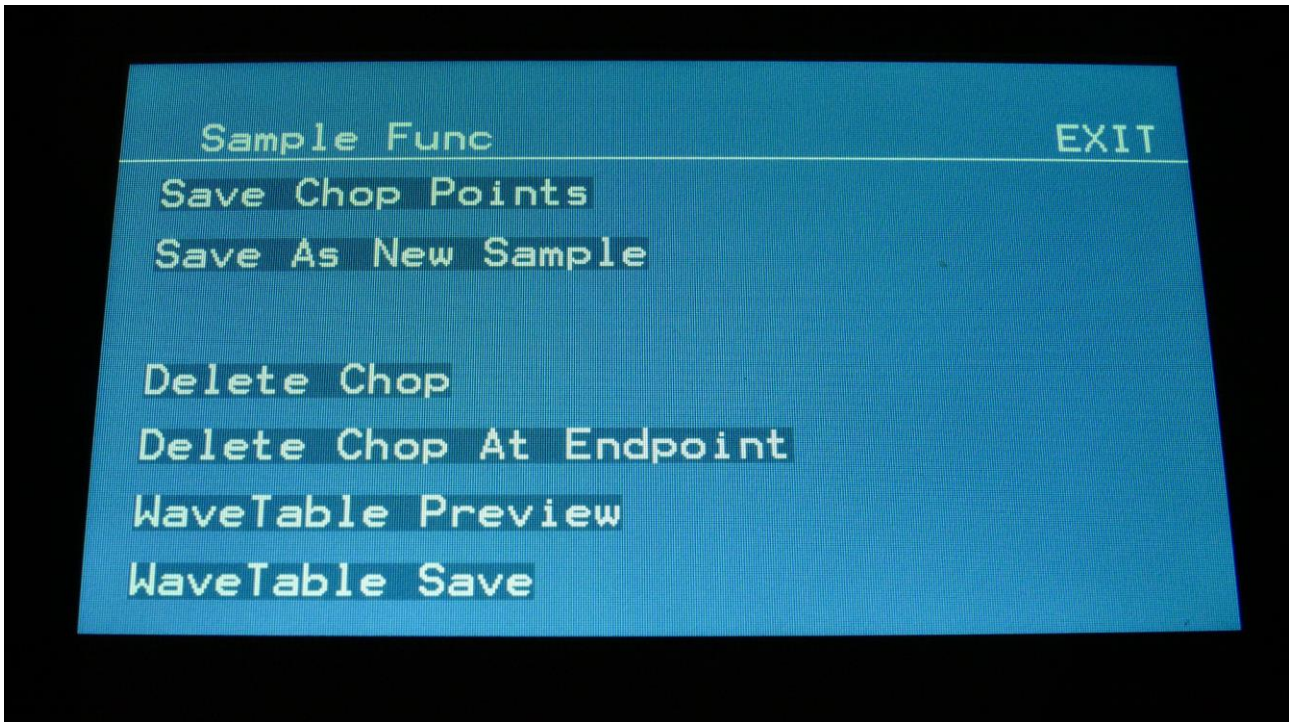 Sample Func EXIT
Save Chop Points
Save As New Sample
Delete Chop
Delete Chop At Endpoint
WaveTable Preview
WaveTable Save